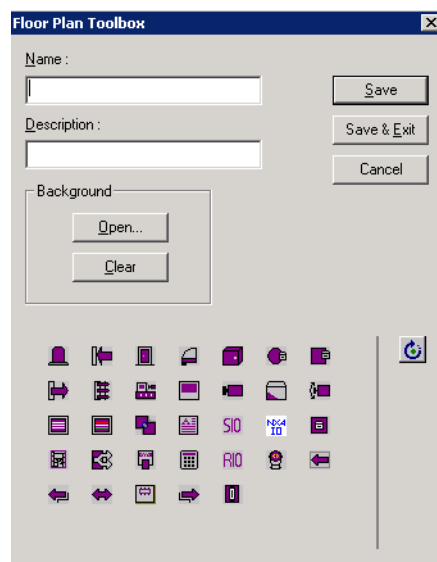 Floor Plan Toolbox
Name :
Save
Description :
Save & Exit
Cancel
Background
Open...
Clear
SIO
NX4
IO
RIO